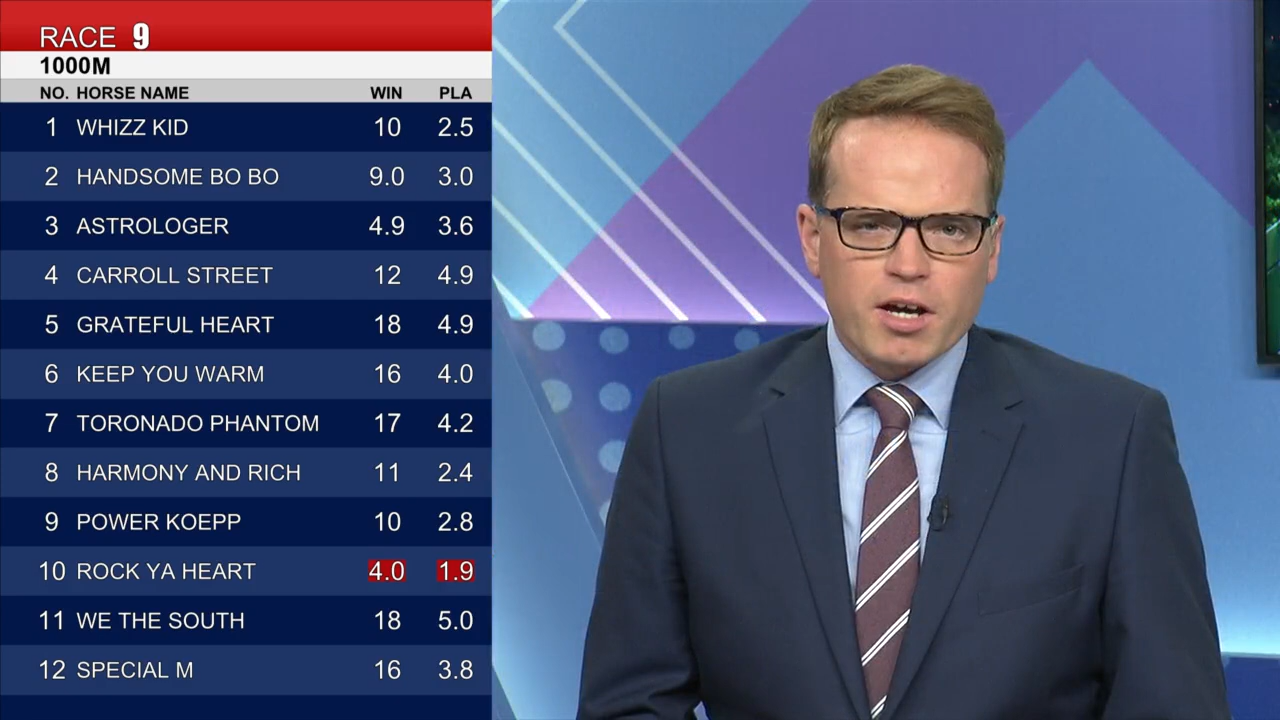 RACE 9
1000M
NO. HORSE NAME WIN PLA
1 WHIZZ KID 10 2.5
2 HANDSOME BO BO 9.0 3.0
3 ASTROLOGER 4.9 3.6
4 CARROLL STREET 12 4.9
5 GRATEFUL HEART 18 4.9
6 KEEP YOU WARM 16 4.0
7 TORONADO PHANTOM 17 4.2
8 HARMONY AND RICH 11 2.4
9 POWER KOEPP 10 2.8
10 ROCK YA HEART 4.0 1.9
11 WE THE SOUTH 18 5.0
12 SPECIAL M 16 3.8